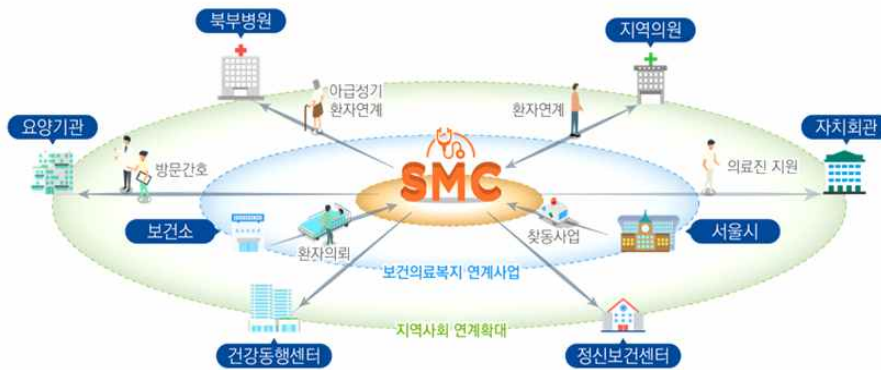 북부병원
지역의원
아급성기
환자연계
환자연계
요양기관
자치회관
방문간호
의료진 지원
SMC
보건소
서울시
환자의뢰
찾동사업
보건의료복지 연계사업
지역사회 연계확대
건강동행센터
정신보건센터